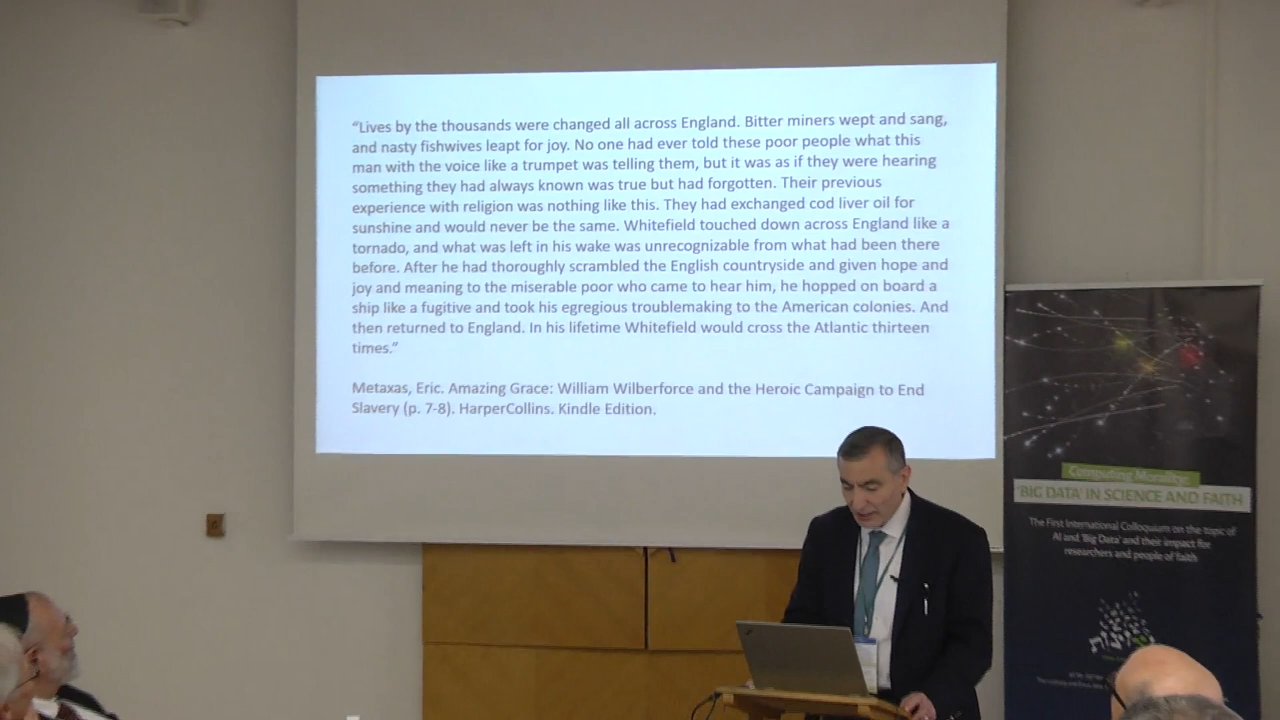 “Lives by the thousands were changed all across England. Bitter miners wept and sang,
and nasty fishwives leapt for joy. No one had ever told these poor people what this
man with the voice like a trumpet was telling them, but it was as if they were hearing
something they had always known was true but had forgotten. Their previous
experience with religion was nothing like this. They had exchanged cod liver oil for
sunshine and would never be the same. Whitefield touched down across England like a
tornado, and what was left in his wake was unrecognizable from what had been there
before. After he had thoroughly scrambled the English countryside and given hope and
joy and meaning to the miserable poor who came to hear him, he hopped on board a
ship like a fugitive and took his egregious troublemaking to the American colonies. And
then returned to England. In his lifetime Whitefield would cross the Atlantic thirteen
times.”
Metaxas, Eric. Amazing Grace: William Wilberforce and the Heroic Campaign to End
Slavery (p. 7-8). HarperCollins. Kindle Edition.
Computing Morality:
'BIG DATA' IN SCIENCE AND FAITH
The First International Colloquium on the topic of
AI and 'Big Data' and their impact for
researchers and people of faith